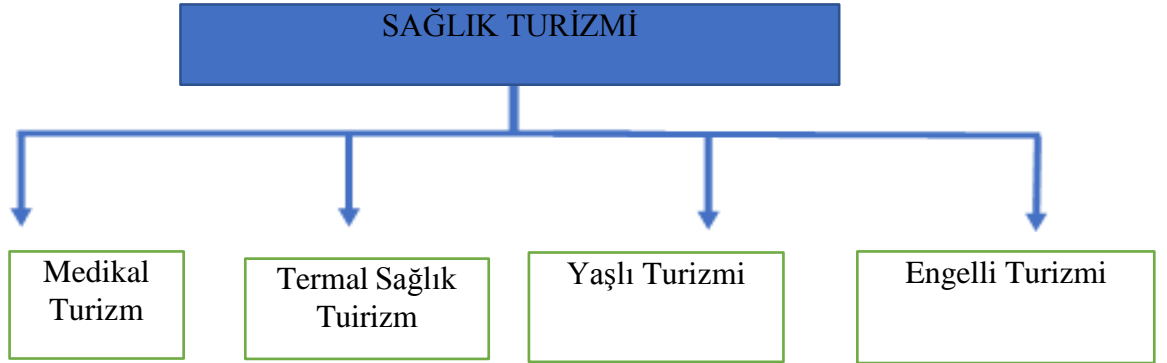 SAĞLIK TURİZMİ
Medikal
Turizm
Termal Sağlık
Tuirizm
Yaşlı Turizmi
Engelli Turizmi